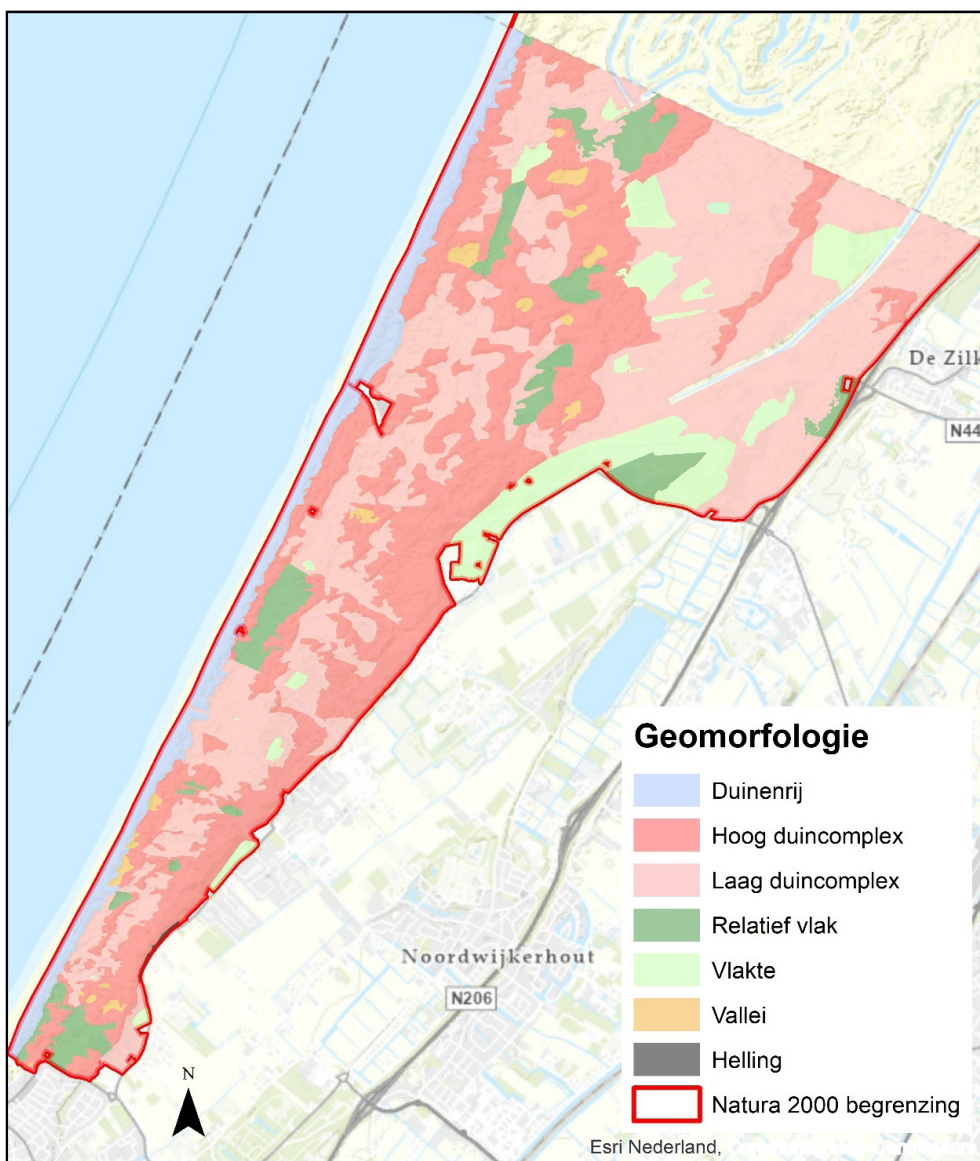 De Zilk
N44
Geomorfologie
Duinenrij
Hoog duincomplex
Laag duincomplex
Relatief vlak
Vlakte
Vallei
Helling
Natura 2000 begrenzing
Noordwijkerhout
N206
N
Esri Nederland,